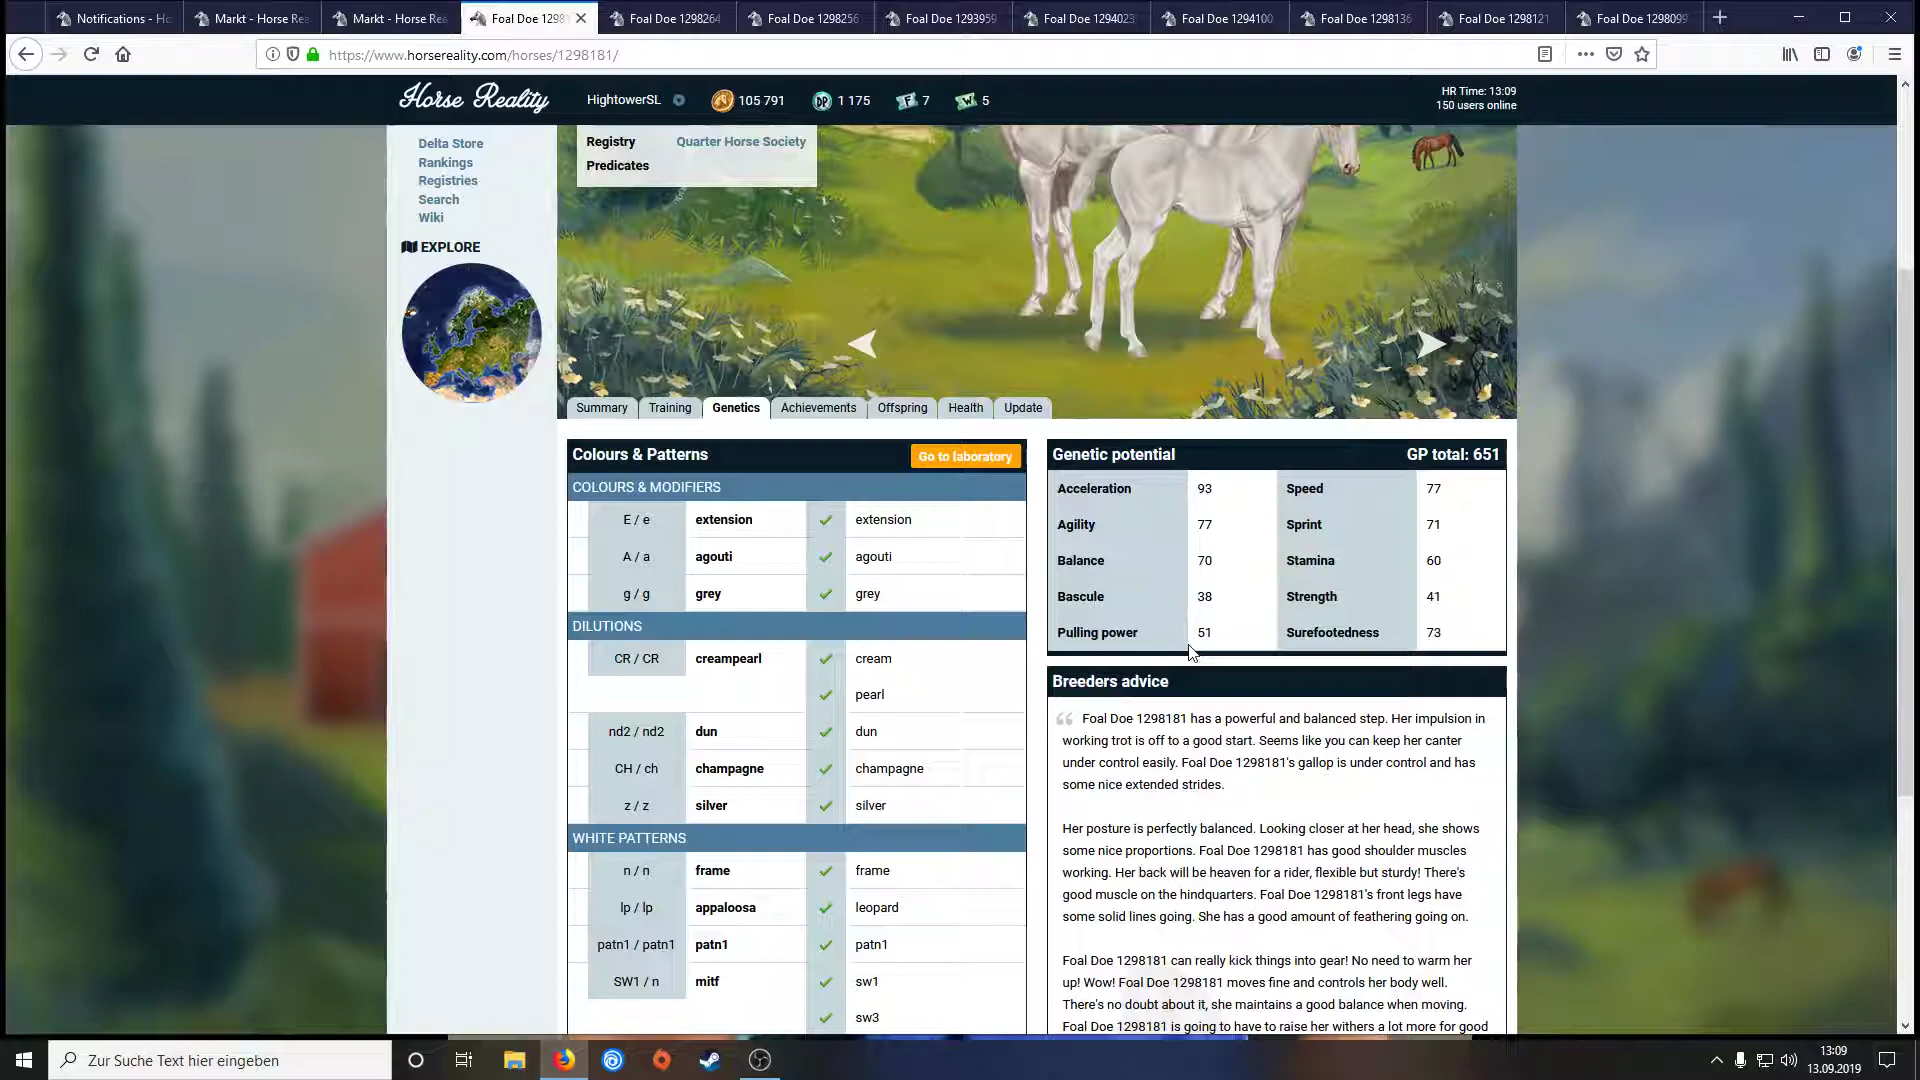 Notifications - Ho
Markt - Horse Rea
Markt - Horse Rea
Foal Doe 1298
Foal Doe 1298264
Foal Doe 1298256
Foal Doe 1293959
Foal Doe 1294023
Foal Doe 1294100
Foal Doe 1298136
Foal Doe 1298121
Foal Doe 1298099
https://www.horsereality.com/horses/1298181/
Horse Reality
HightowerSL
105 791
DP
1 175
F 7
W 5
HR Time: 13:09
150 users online
Delta Store
Rankings
Registries
Search
Wiki
EXPLORE
Registry Quarter Horse Society
Predicates
Summary Training Genetics Achievements Offspring Health Update
Colours & Patterns Go to laboratory
COLOURS & MODIFIERS
E / e extension extension
A / a agouti agouti
g / g grey grey
DILUTIONS
CR / CR creampearl cream
pearl
nd2 / nd2 dun dun
CH / ch champagne champagne
z / z silver silver
WHITE PATTERNS
n / n frame frame
lp / lp appaloosa leopard
patn1 / patn1 patn1 patn1
SW1 / n mitf sw1
sw3
Genetic potential GP total: 651
Acceleration 93 Speed 77
Agility 77 Sprint 71
Balance 70 Stamina 60
Bascule 38 Strength 41
Pulling power 51 Surefootedness 73
Breeders advice
Foal Doe 1298181 has a powerful and balanced step. Her impulsion in
working trot is off to a good start. Seems like you can keep her canter
under control easily. Foal Doe 1298181's gallop is under control and has
some nice extended strides.
Her posture is perfectly balanced. Looking closer at her head, she shows
some nice proportions. Foal Doe 1298181 has good shoulder muscles
working. Her back will be heaven for a rider, flexible but sturdy! There's
good muscle on the hindquarters. Foal Doe 1298181's front legs have
some solid lines going. She has a good amount of feathering going on.
Foal Doe 1298181 can really kick things into gear! No need to warm her
up! Wow! Foal Doe 1298181 moves fine and controls her body well.
There's no doubt about it, she maintains a good balance when moving.
Foal Doe 1298181 is going to have to raise her withers a lot more for good
Zur Suche Text hier eingeben
13:09
13.09.2019